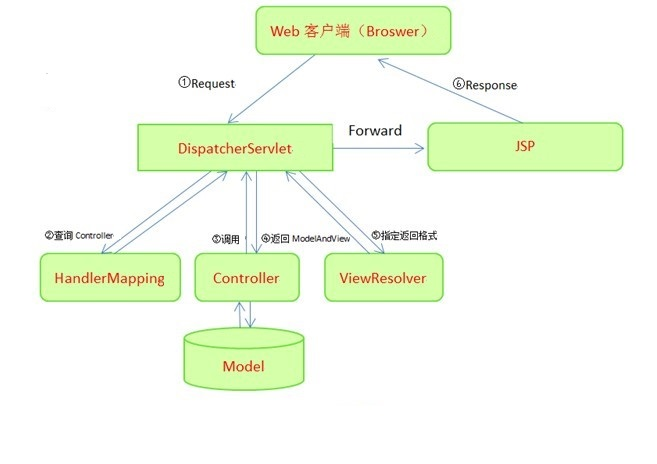 Web 客户端（Broswer）
①Request
⑥Response
DispatcherServlet
Forward
JSP
②查询 Controller
③调用
④返回 ModelAndView
⑤指定返回格式
HandlerMapping
Controller
ViewResolver
Model